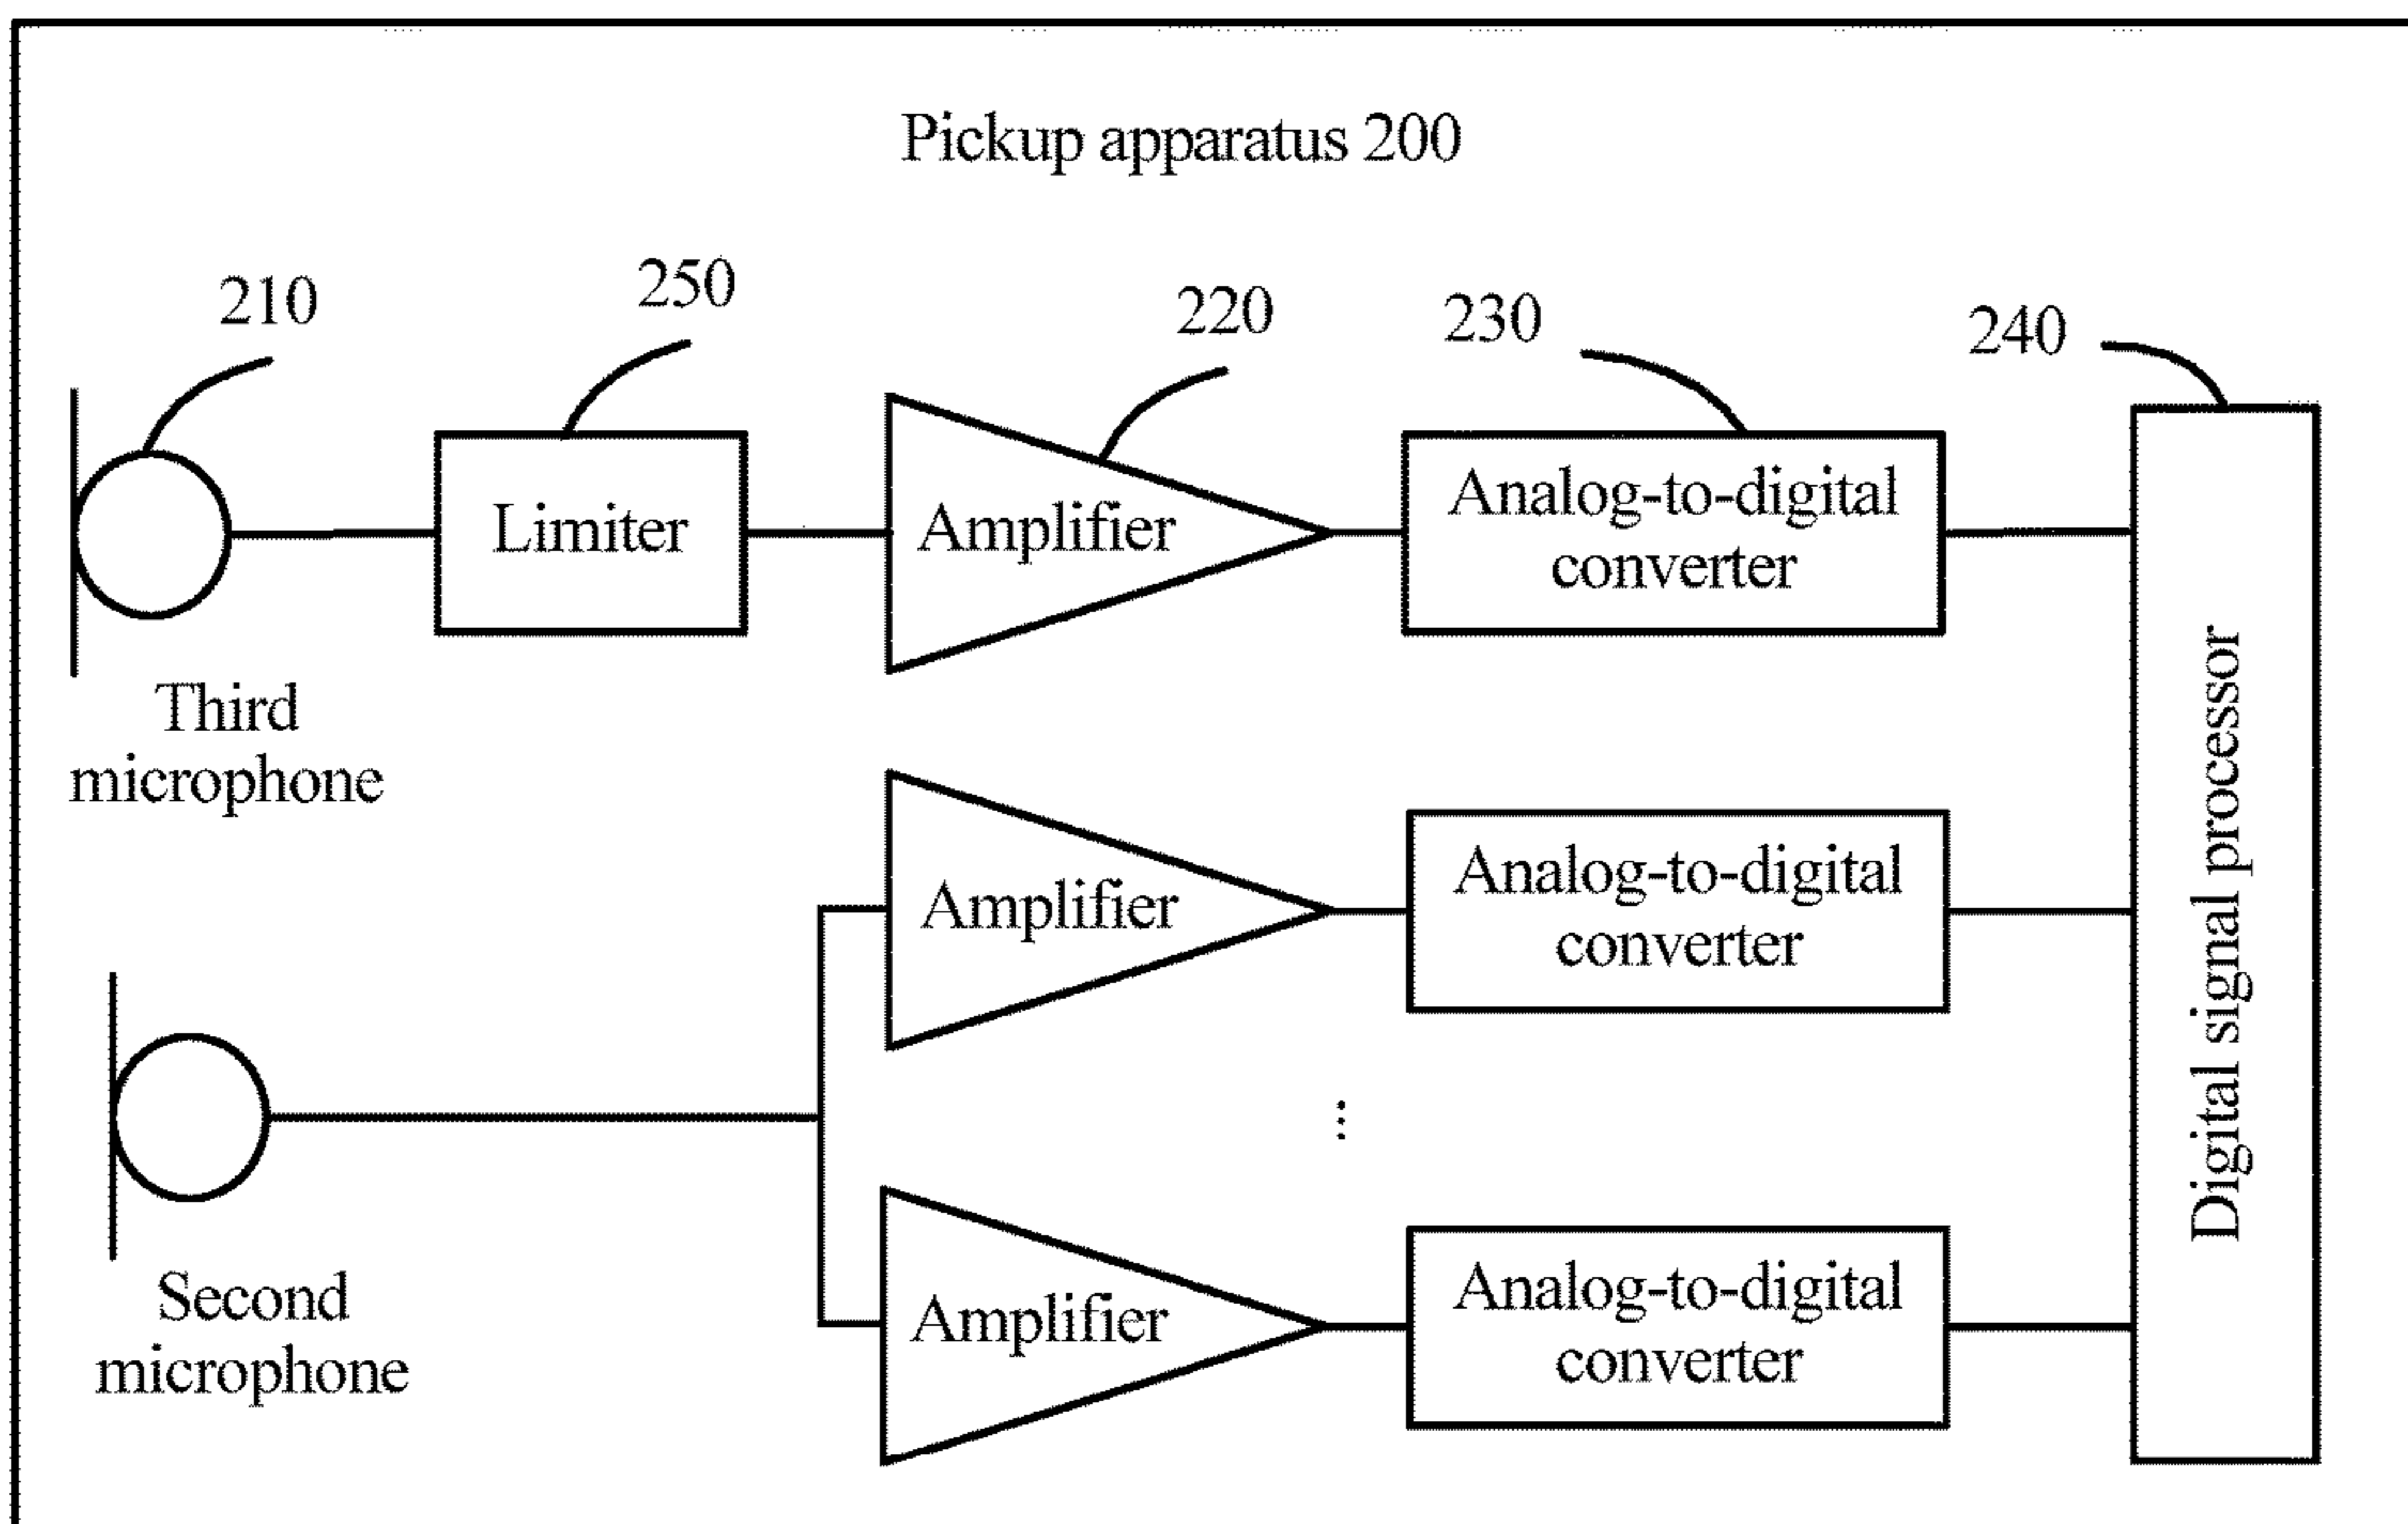 Pickup apparatus 200
210
250
220
230
240
Limiter
Amplifier
Analog-to-digital
converter
Third
microphone
Amplifier
Analog-to-digital
converter
...
Second
microphone
Amplifier
Analog-to-digital
converter
Digital signal processor